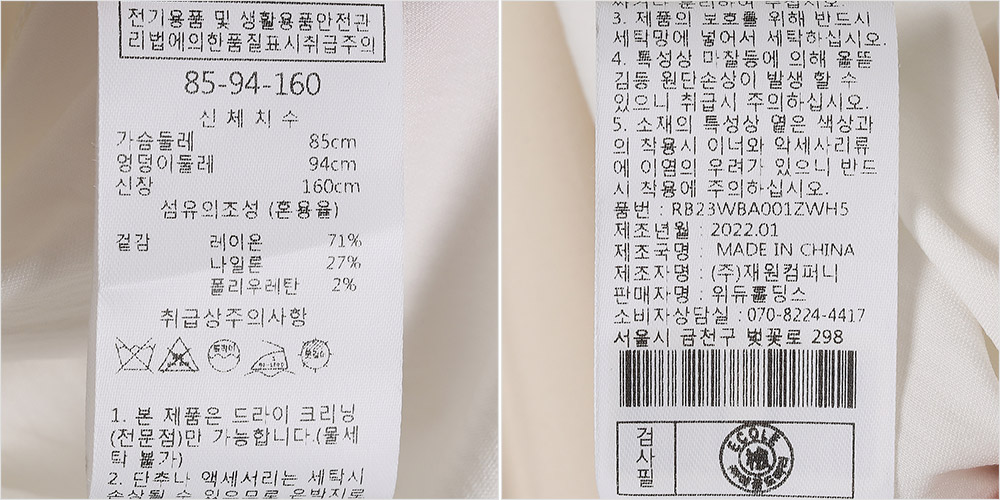 전기용품 및 생활용품안전관
리법에의한품질표시취급주의
85-94-160
신 체 치 수
가슴둘레 85cm
엉덩이둘레 94cm
신장 160cm
섬유의조성 (혼용율)
겉감 레이온 71%
나일론 27%
폴리우레탄 2%
취급상주의사항
1. 본 제품은 드라이 크리닝
(전문점)만 가능합니다.(물세
탁 불가)
2. 단추나 액세서리는 세탁시
손상될 수 있으므로
3. 제품의 보호를 위해 반드시
세탁망에 넣어서 세탁하십시오.
4. 특성상 마찰등에 의해 올뜯
김등 원단손상이 발생 할 수
있으니 취급시 주의하십시오.
5. 소재의 특성상 옅은 색상과
의 착용시 이너와 악세사리류
에 이염의 우려가 있으니 반드
시 착용에 주의하십시오.
품번 : RB23WBA001ZWH5
제조년월 : 2022.01
제조국명 : MADE IN CHINA
제조자명 : (주)재원컴퍼니
판매자명 : 위듀홀딩스
소비자상담실 : 070-8224-4417
서울시 금천구 벚꽃로 298
검사필
ECOLE